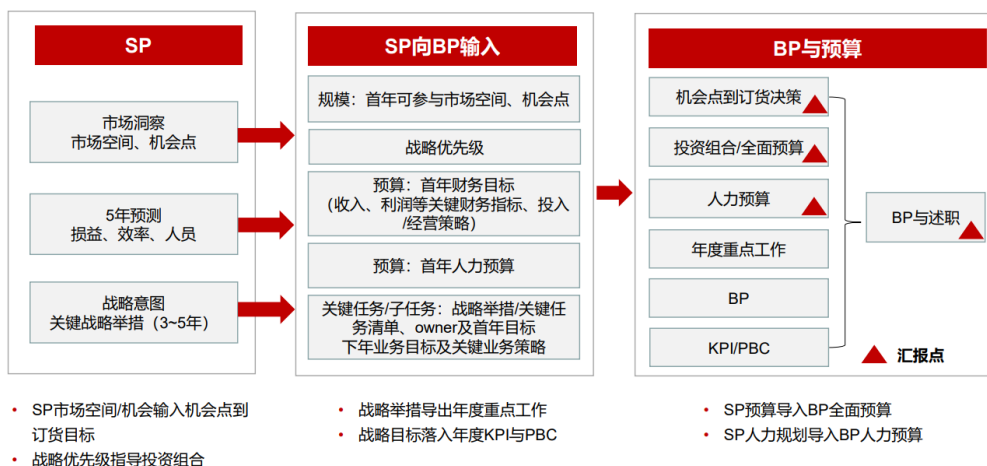 SP
市场洞察
市场空间、机会点
5年预测
损益、效率、人员
战略意图
关键战略举措（3~5年）
SP向BP输入
规模：首年可参与市场空间、机会点
战略优先级
预算：首年财务目标
（收入、利润等关键财务指标、投入
/经营策略）
预算：首年人力预算
关键任务/子任务：战略举措/关键任
务清单、owner及首年目标
下年业务目标及关键业务策略
BP与预算
机会点到订货决策
投资组合/全面预算
人力预算
年度重点工作
BP
KPI/PBC
BP与述职
汇报点
• SP市场空间/机会输入机会点到
订货目标
• 战略优先级指导投资组合
• 战略举措导出年度重点工作
• 战略目标落入年度KPI与PBC
• SP预算导入BP全面预算
• SP人力规划导入BP人力预算